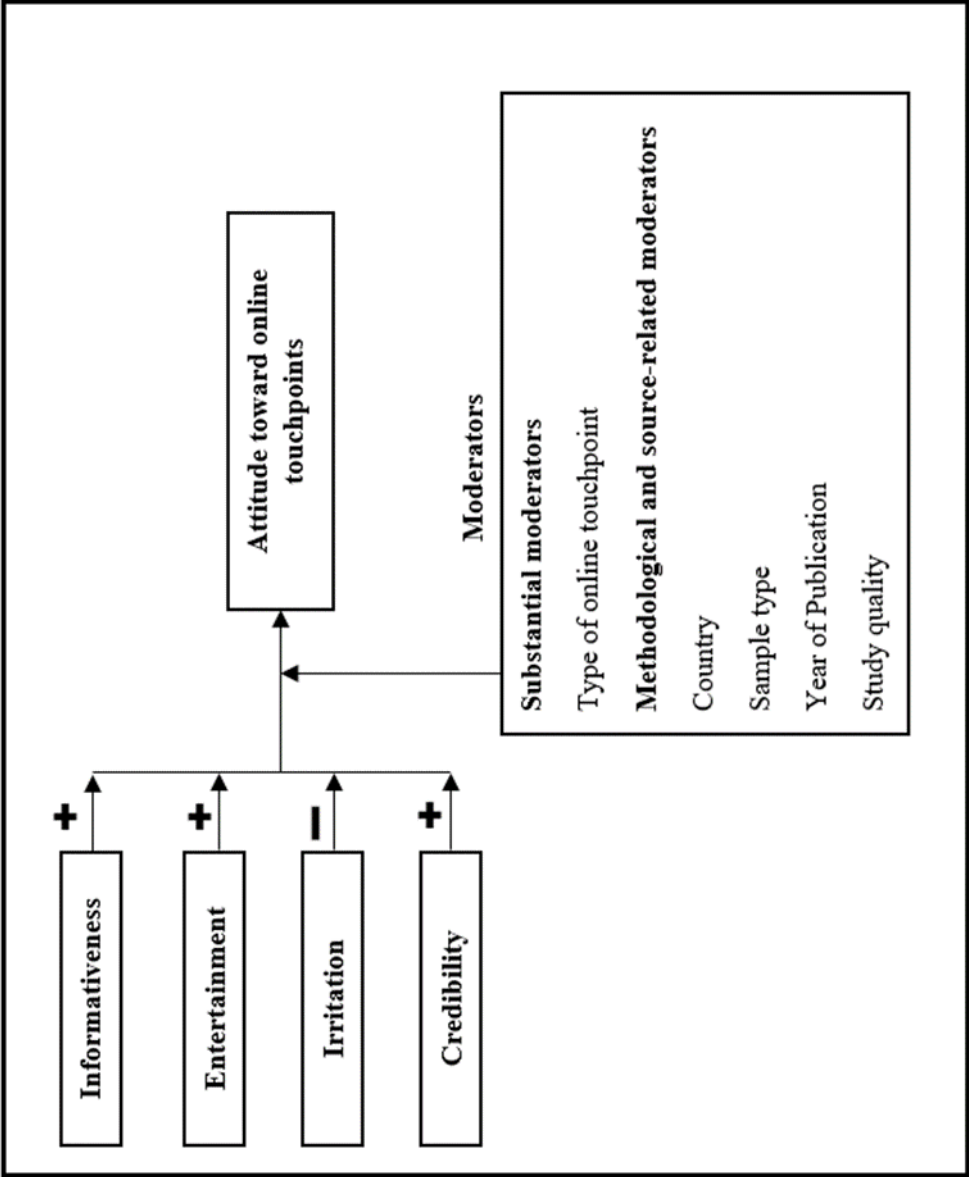 Informativeness
+
Entertainment
+
Irritation
–
Credibility
+
Attitude toward online
touchpoints
Moderators
Substantial moderators
Type of online touchpoint
Methodological and source-related moderators
Country
Sample type
Year of Publication
Study quality